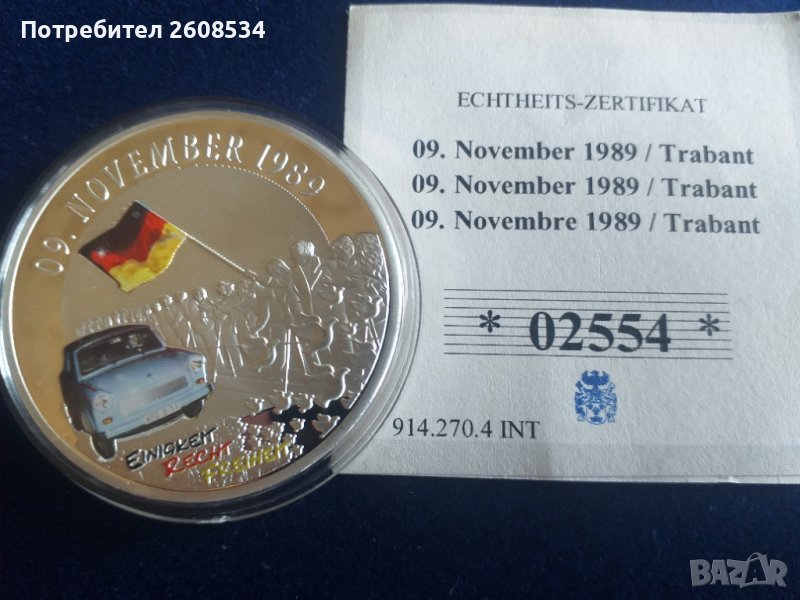 Потребител 2608534
09. NOVEMBER 1989
EINIGKEIT
RECHT
FREIHEIT
ECHTHEITS-ZERTIFIKAT
09. November 1989 / Trabant
09. November 1989 / Trabant
09. Novembre 1989 / Trabant
* 02554 *
914.270.4 INT
BAZAR